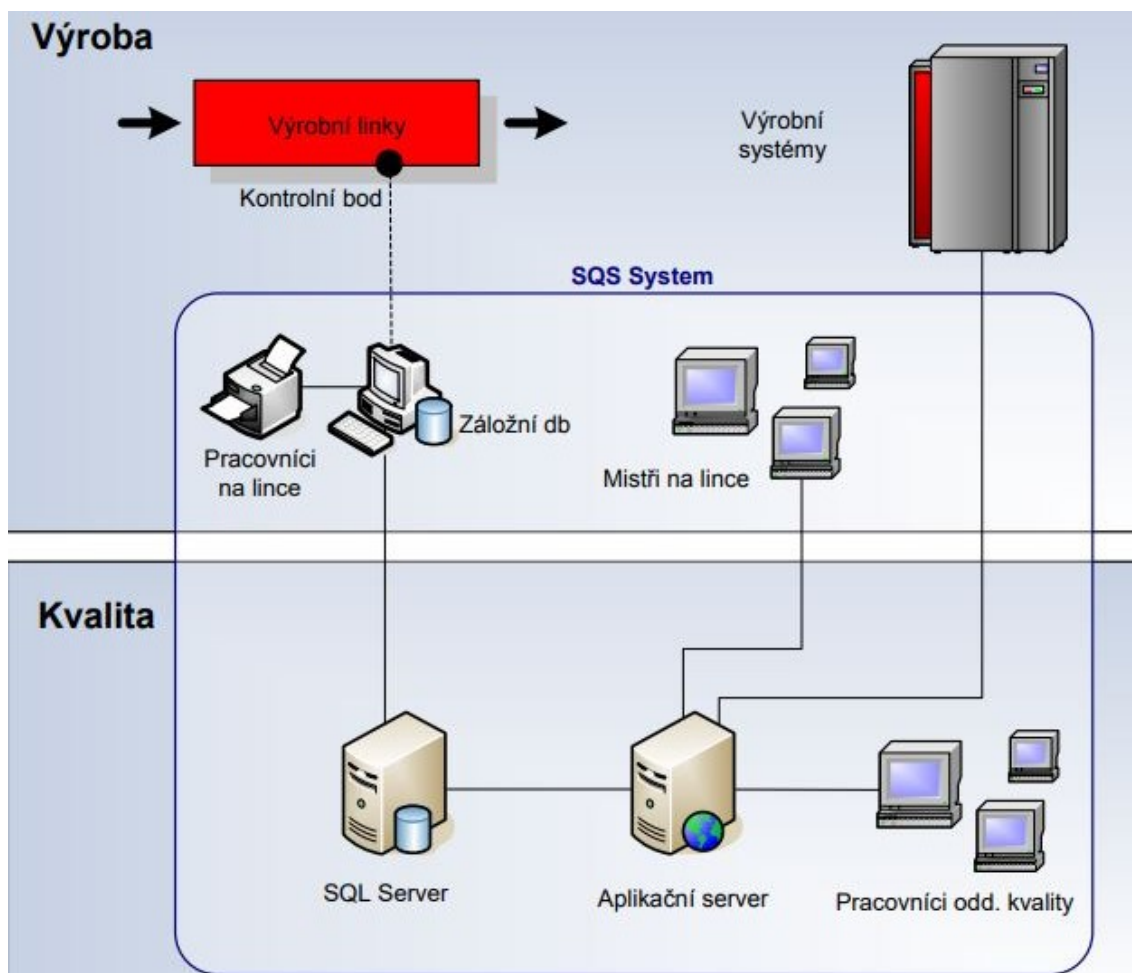 Výroba
Výrobní linky
Výrobní
systémy
Kontrolní bod
SQS System
Záložní db
Pracovníci
na lince
Mistři na lince
Kvalita
SQL Server
Aplikační server
Pracovníci odd. kvality